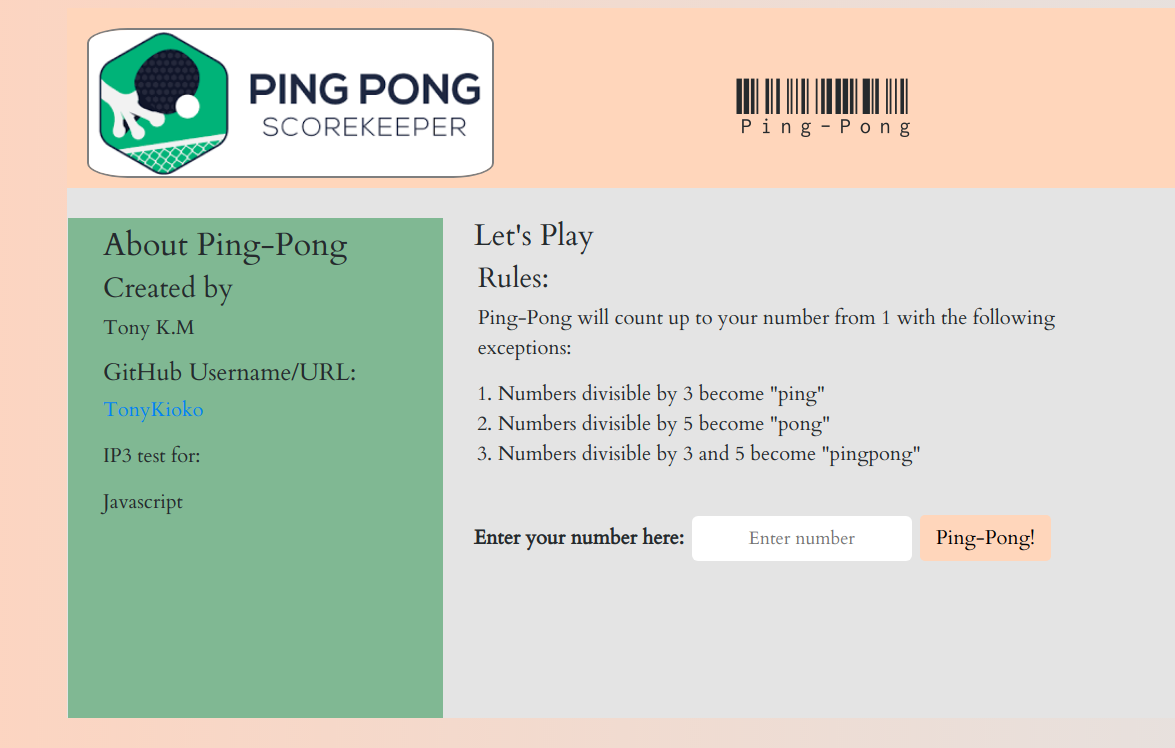 PING PONG
SCOREKEEPER
Ping-Pong
About Ping-Pong
Created by
Tony K.M
GitHub Username/URL:
TonyKioko
IP3 test for:
Javascript
Let's Play
Rules:
Ping-Pong will count up to your number from 1 with the following
exceptions:
1. Numbers divisible by 3 become "ping"
2. Numbers divisible by 5 become "pong"
3. Numbers divisible by 3 and 5 become "pingpong"
Enter your number here: Enter number Ping-Pong!